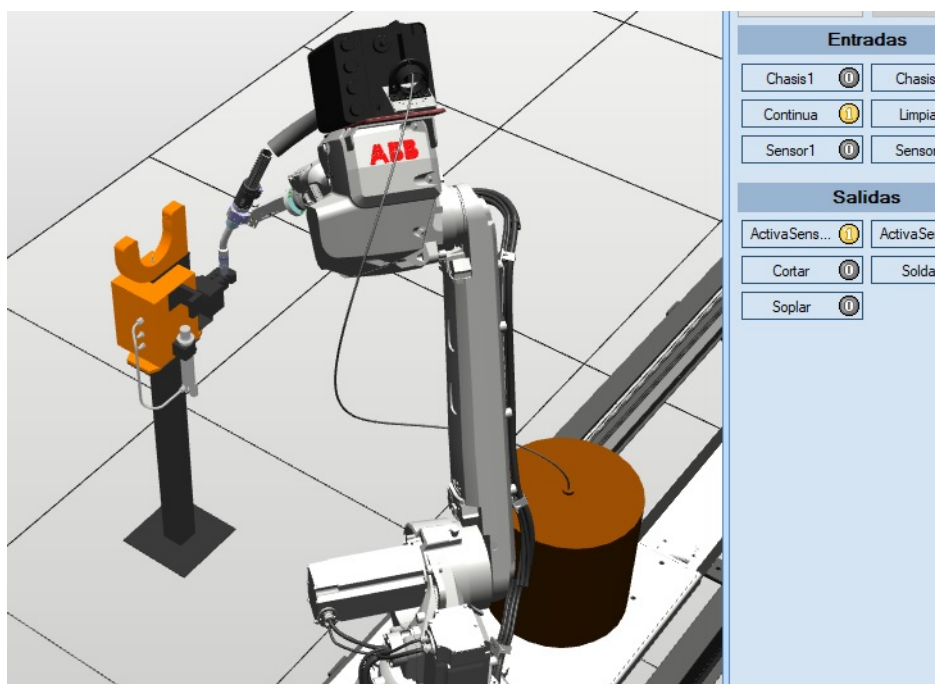 Entradas
Chasis1 0 Chasis
Continua 1 Limpia
Sensor1 0 Sensor
Salidas
ActivaSens... 1 ActivaSer
Cortar 0 Solda
Soplar 0
ABB